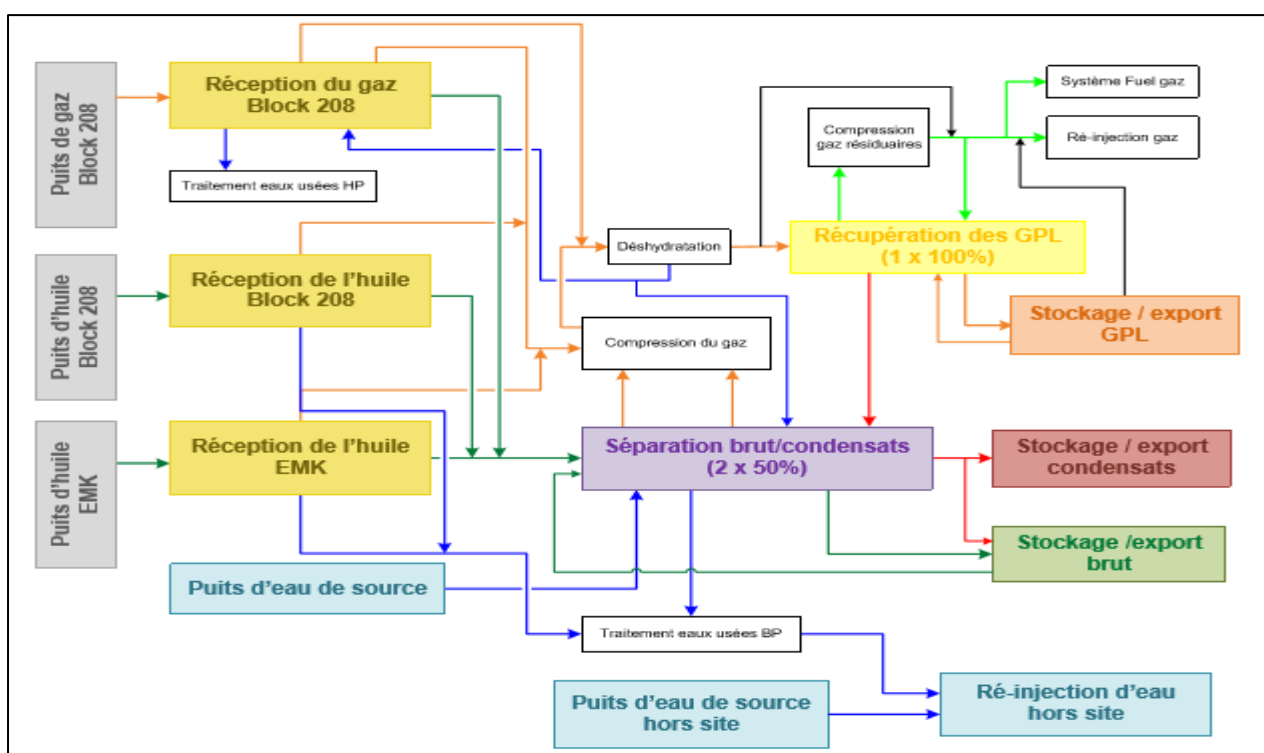 Puits de gaz
Block 208
Réception du gaz
Block 208
Traitement eaux usées HP
Système Fuel gaz
Compression
gaz résiduaires
Ré-injection gaz
Puits d'huile
Block 208
Réception de l'huile
Block 208
Déshydratation
Récupération des GPL
(1 x 100%)
Stockage / export
GPL
Compression du gaz
Puits d'huile
EMK
Réception de l'huile
EMK
Séparation brut/condensats
(2 x 50%)
Stockage / export
condensats
Stockage /export
brut
Puits d'eau de source
Traitement eaux usées BP
Puits d'eau de source
hors site
Ré-injection d'eau
hors site